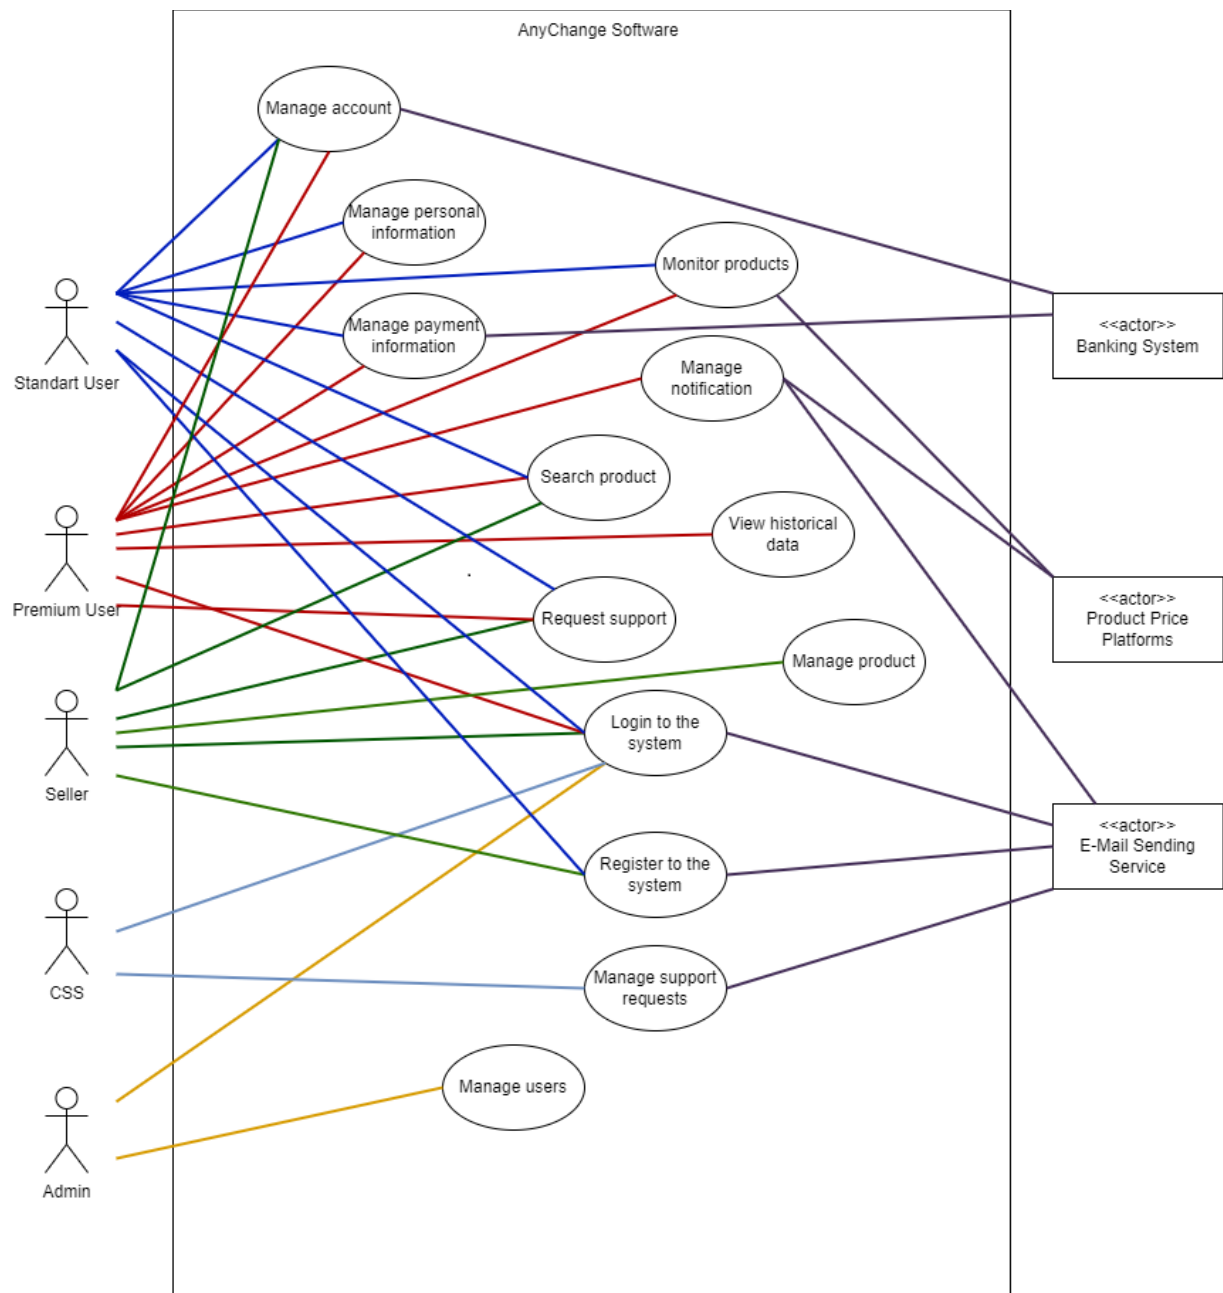 AnyChange Software
Manage account
Manage personal
information
Monitor products
Manage payment
information
<<actor>>
Banking System
Standart User
Manage
notification
Search product
View historical
data
Premium User
Request support
<<actor>>
Product Price
Platforms
Manage product
Login to the
system
Seller
<<actor>>
E-Mail Sending
Service
Register to the
system
CSS
Manage support
requests
Manage users
Admin